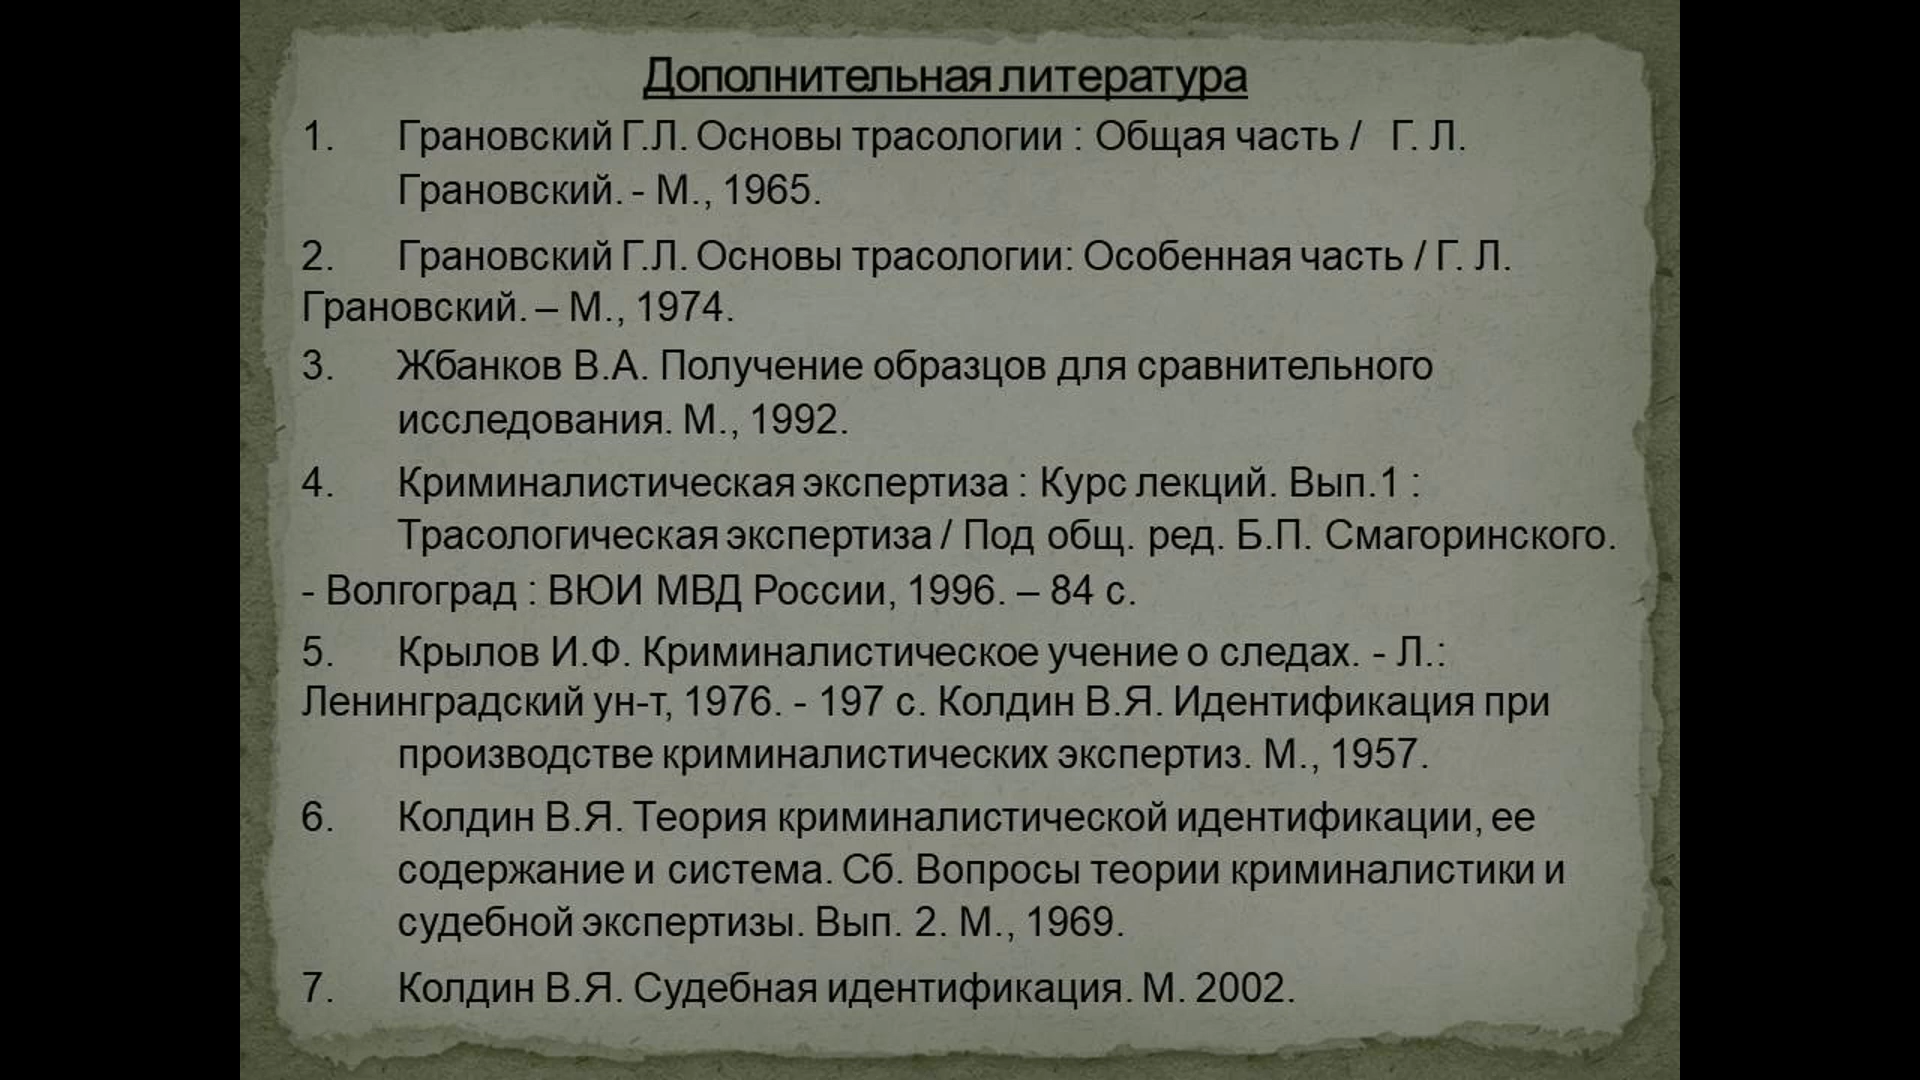 Дополнительная литература
1. Грановский Г.Л. Основы трасологии : Общая часть / Г. Л.
Грановский. - М., 1965.
2. Грановский Г.Л. Основы трасологии: Особенная часть / Г. Л.
Грановский. – М., 1974.
3. Жбанков В.А. Получение образцов для сравнительного
исследования. М., 1992.
4. Криминалистическая экспертиза : Курс лекций. Вып.1 :
Трасологическая экспертиза / Под общ. ред. Б.П. Смагоринского.
- Волгоград : ВЮИ МВД России, 1996. – 84 с.
5. Крылов И.Ф. Криминалистическое учение о следах. - Л.:
Ленинградский ун-т, 1976. - 197 с. Колдин В.Я. Идентификация при
производстве криминалистических экспертиз. М., 1957.
6. Колдин В.Я. Теория криминалистической идентификации, ее
содержание и система. Сб. Вопросы теории криминалистики и
судебной экспертизы. Вып. 2. М., 1969.
7. Колдин В.Я. Судебная идентификация. М. 2002.